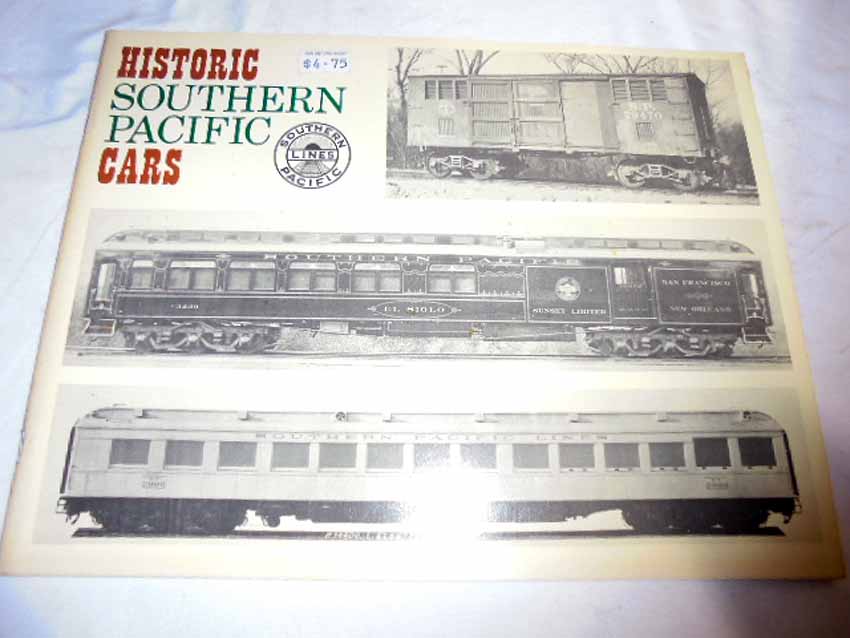 HISTORIC
SOUTHERN
PACIFIC
CARS
$4.75
SOUTHERN
LINES
PACIFIC
SOUTHERN PACIFIC
3230
EL SIGLO
SUNSET LIMITED
SAN FRANCISCO
NEW ORLEANS
SOUTHERN PACIFIC LINES